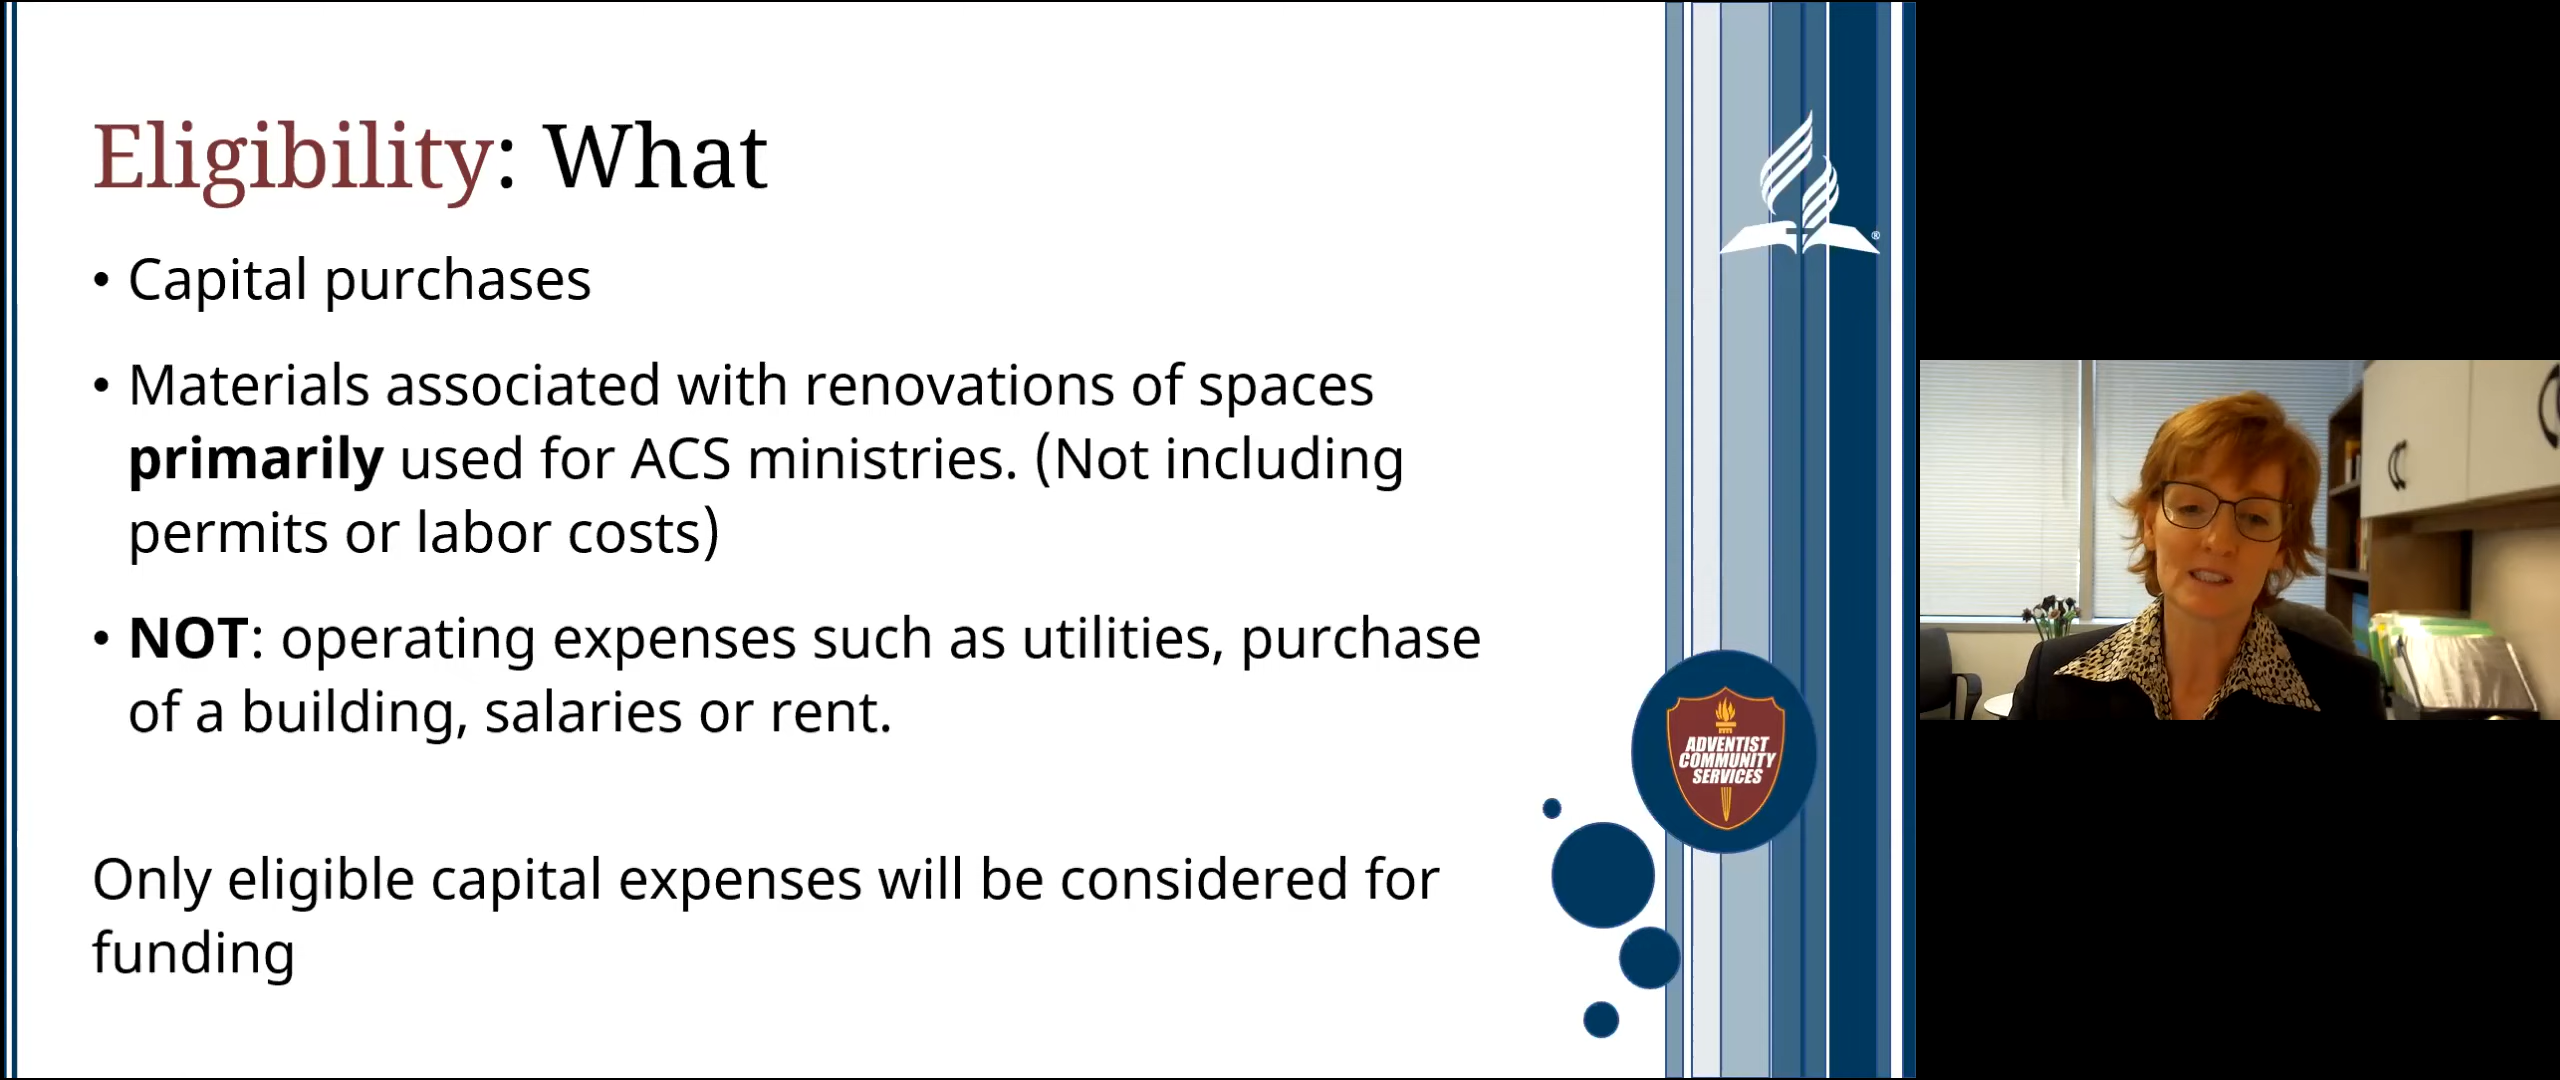 Eligibility: What
• Capital purchases
• Materials associated with renovations of spaces
primarily used for ACS ministries. (Not including
permits or labor costs)
• NOT: operating expenses such as utilities, purchase
of a building, salaries or rent.
Only eligible capital expenses will be considered for
funding
®
ADVENTIST
COMMUNITY
SERVICES